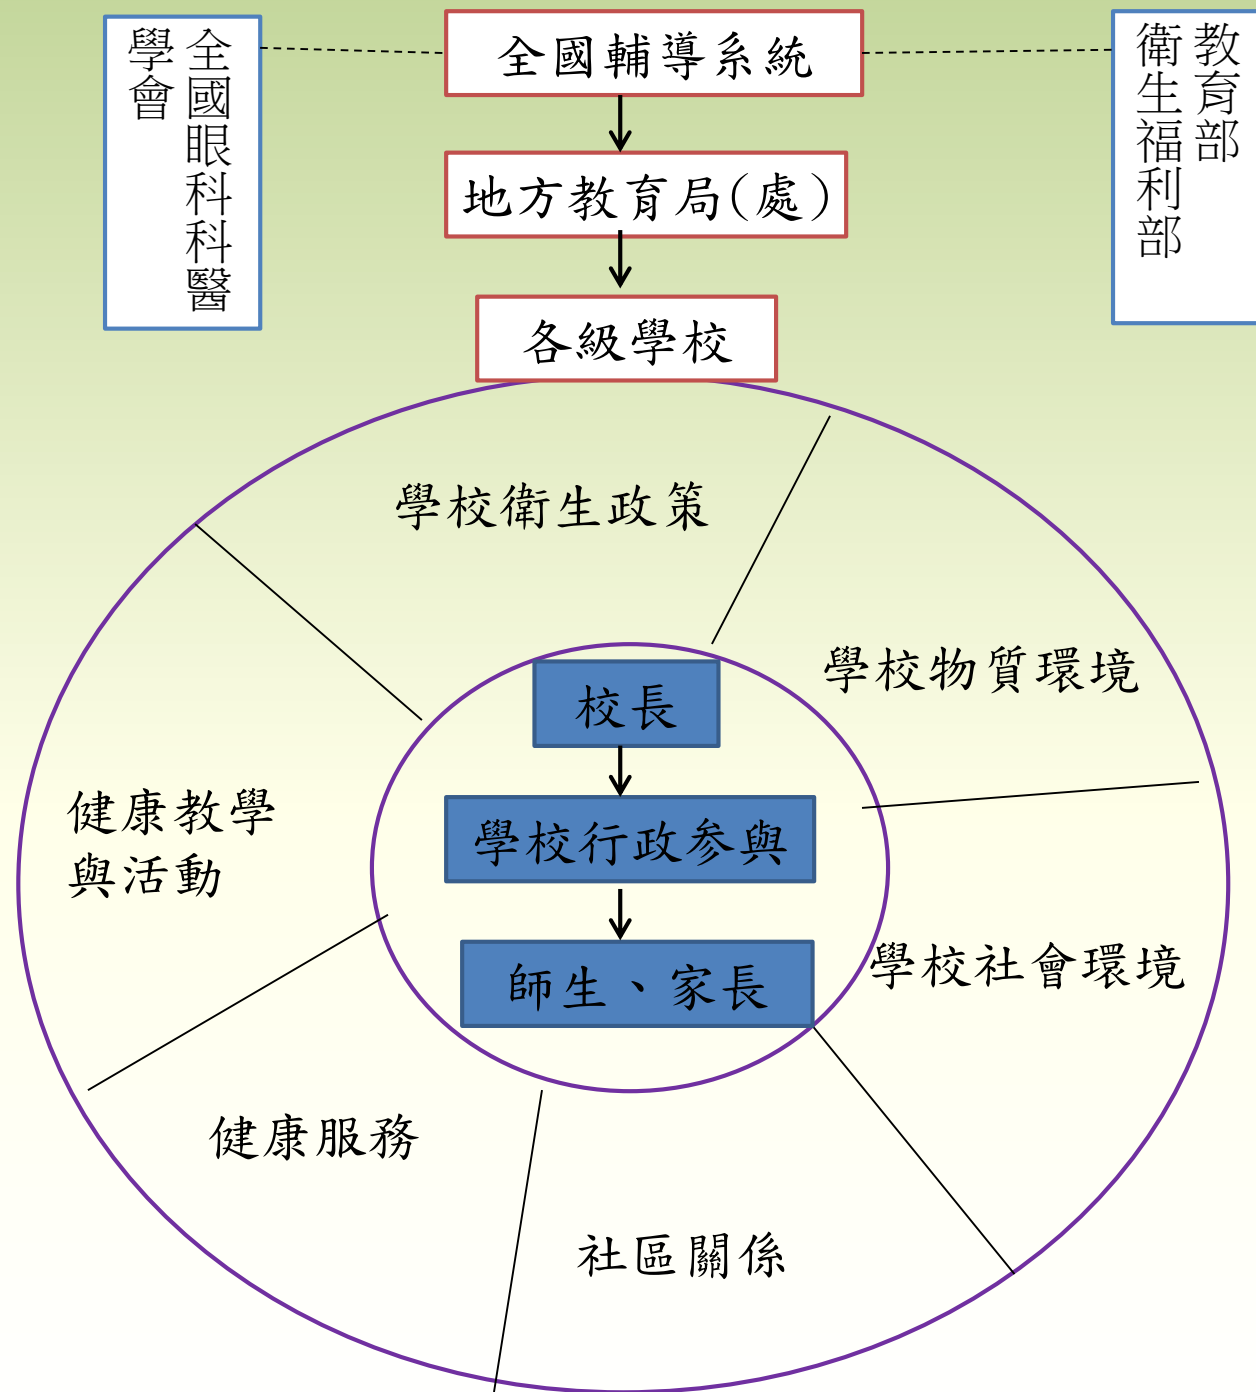 全國眼科科醫
學會
全國輔導系統
教育部
衛生福利部
地方教育局(處)
各級學校
學校衛生政策
學校物質環境
校長
健康教學
與活動
學校行政參與
學校社會環境
師生、家長
健康服務
社區關係